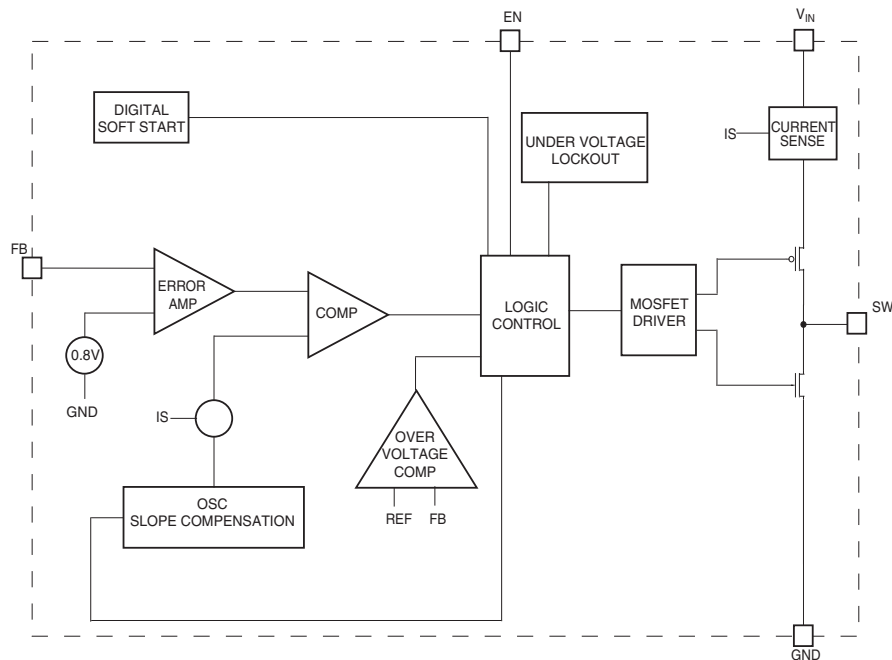 EN
V_IN
DIGITAL
SOFT START
UNDER VOLTAGE
LOCKOUT
IS
CURRENT
SENSE
FB
ERROR
AMP
COMP
LOGIC
CONTROL
MOSFET
DRIVER
SW
0.8V
GND
IS
OVER
VOLTAGE
COMP
OSC
SLOPE COMPENSATION
REF FB
GND